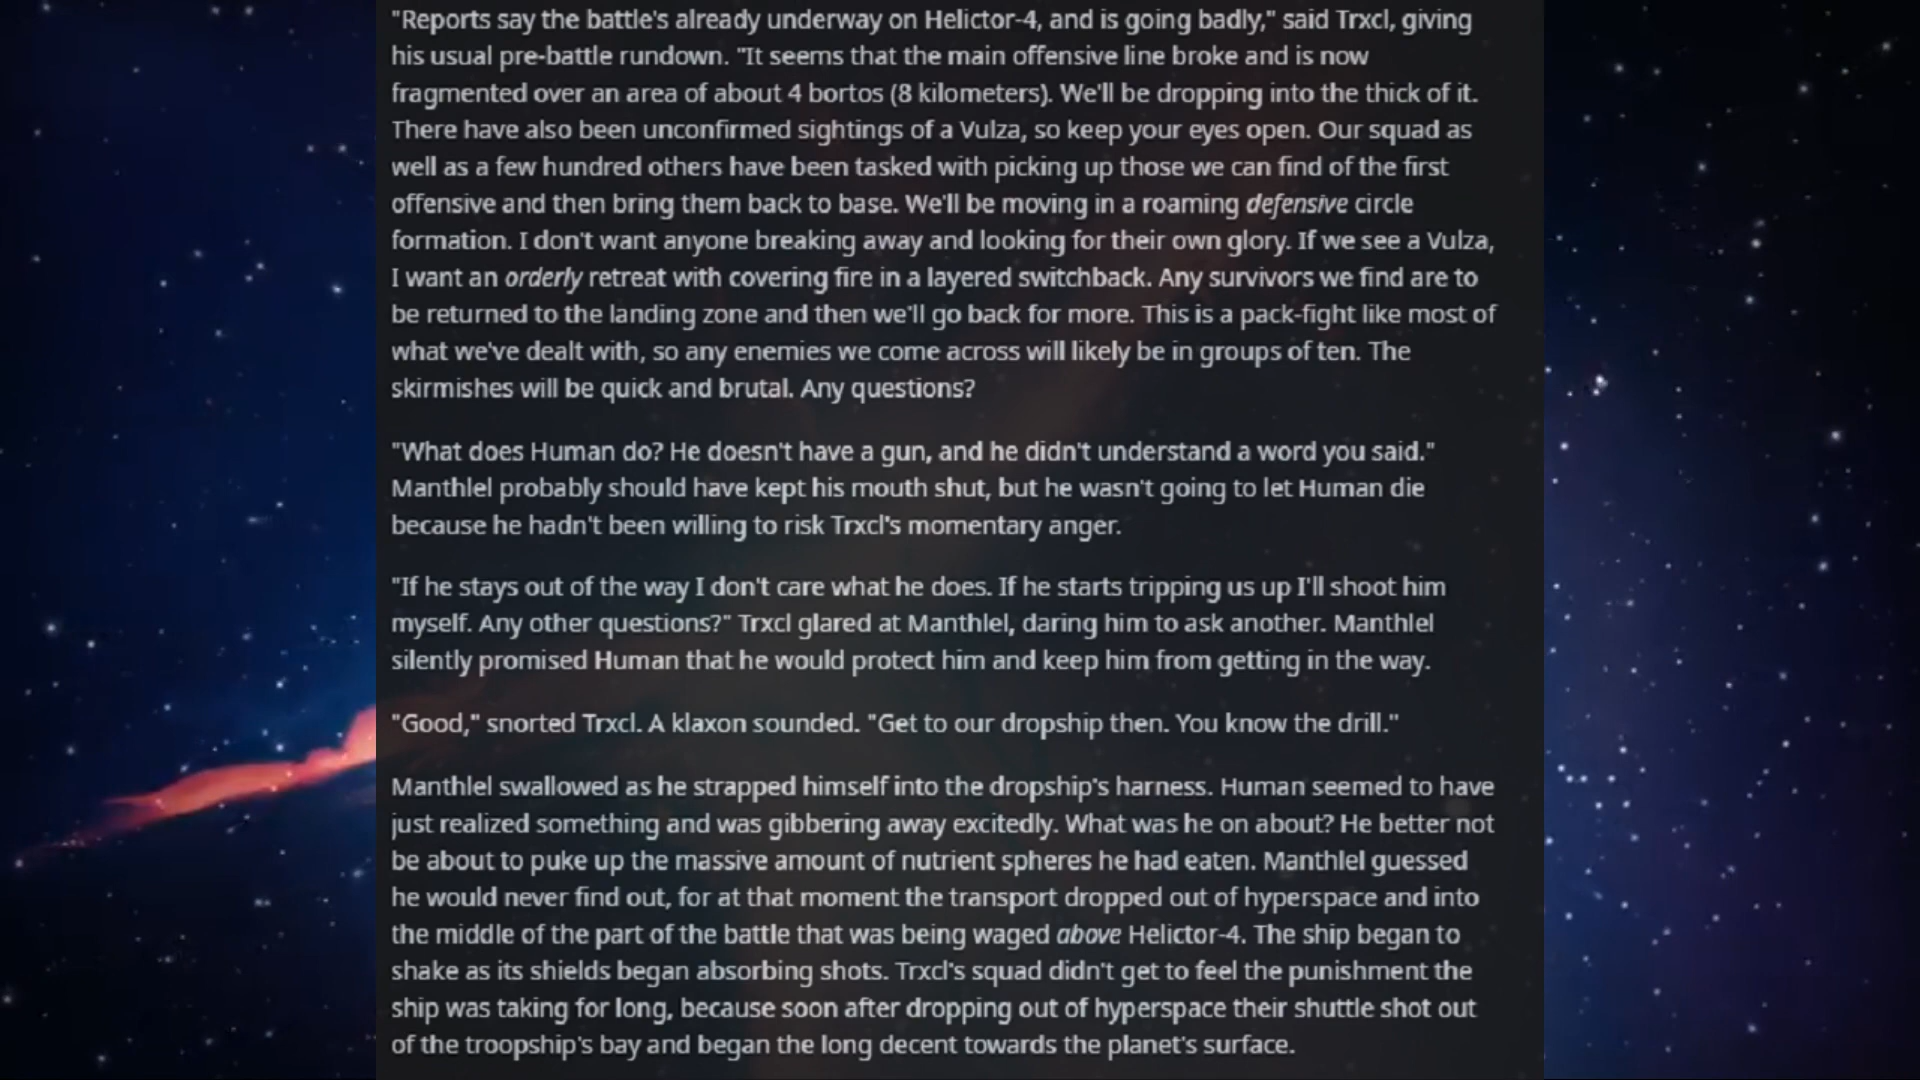 "Reports say the battle's already underway on Helictor-4, and is going badly," said Trxcl, giving
his usual pre-battle rundown. "It seems that the main offensive line broke and is now
fragmented over an area of about 4 bortos (8 kilometers). We'll be dropping into the thick of it.
There have also been unconfirmed sightings of a Vulza, so keep your eyes open. Our squad as
well as a few hundred others have been tasked with picking up those we can find of the first
offensive and then bring them back to base. We'll be moving in a roaming defensive circle
formation. I don't want anyone breaking away and looking for their own glory. If we see a Vulza,
I want an orderly retreat with covering fire in a layered switchback. Any survivors we find are to
be returned to the landing zone and then we'll go back for more. This is a pack-fight like most of
what we've dealt with, so any enemies we come across will likely be in groups of ten. The
skirmishes will be quick and brutal. Any questions?
"What does Human do? He doesn't have a gun, and he didn't understand a word you said."
Manthlel probably should have kept his mouth shut, but he wasn't going to let Human die
because he hadn't been willing to risk Trxcl's momentary anger.
"If he stays out of the way I don't care what he does. If he starts tripping us up I'll shoot him
myself. Any other questions?" Trxcl glared at Manthlel, daring him to ask another. Manthlel
silently promised Human that he would protect him and keep him from getting in the way.
"Good," snorted Trxcl. A klaxon sounded. "Get to our dropship then. You know the drill."
Manthlel swallowed as he strapped himself into the dropship's harness. Human seemed to have
just realized something and was gibbering away excitedly. What was he on about? He better not
be about to puke up the massive amount of nutrient spheres he had eaten. Manthlel guessed
he would never find out, for at that moment the transport dropped out of hyperspace and into
the middle of the part of the battle that was being waged above Helictor-4. The ship began to
shake as its shields began absorbing shots. Trxcl's squad didn't get to feel the punishment the
ship was taking for long, because soon after dropping out of hyperspace their shuttle shot out
of the troopship's bay and began the long decent towards the planet's surface.